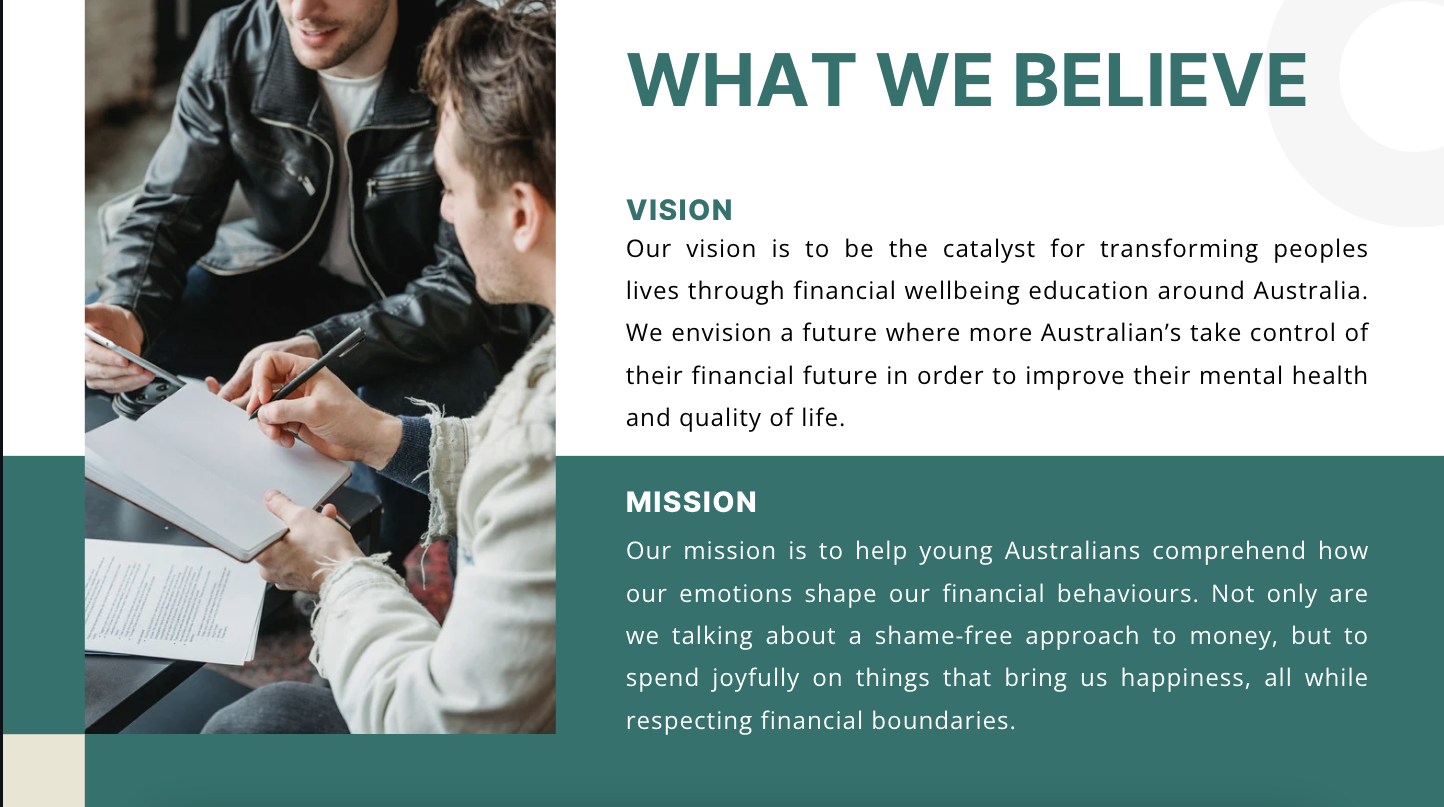 WHAT WE BELIEVE
VISION
Our vision is to be the catalyst for transforming peoples
lives through financial wellbeing education around Australia.
We envision a future where more Australian’s take control of
their financial future in order to improve their mental health
and quality of life.
MISSION
Our mission is to help young Australians comprehend how
our emotions shape our financial behaviours. Not only are
we talking about a shame-free approach to money, but to
spend joyfully on things that bring us happiness, all while
respecting financial boundaries.